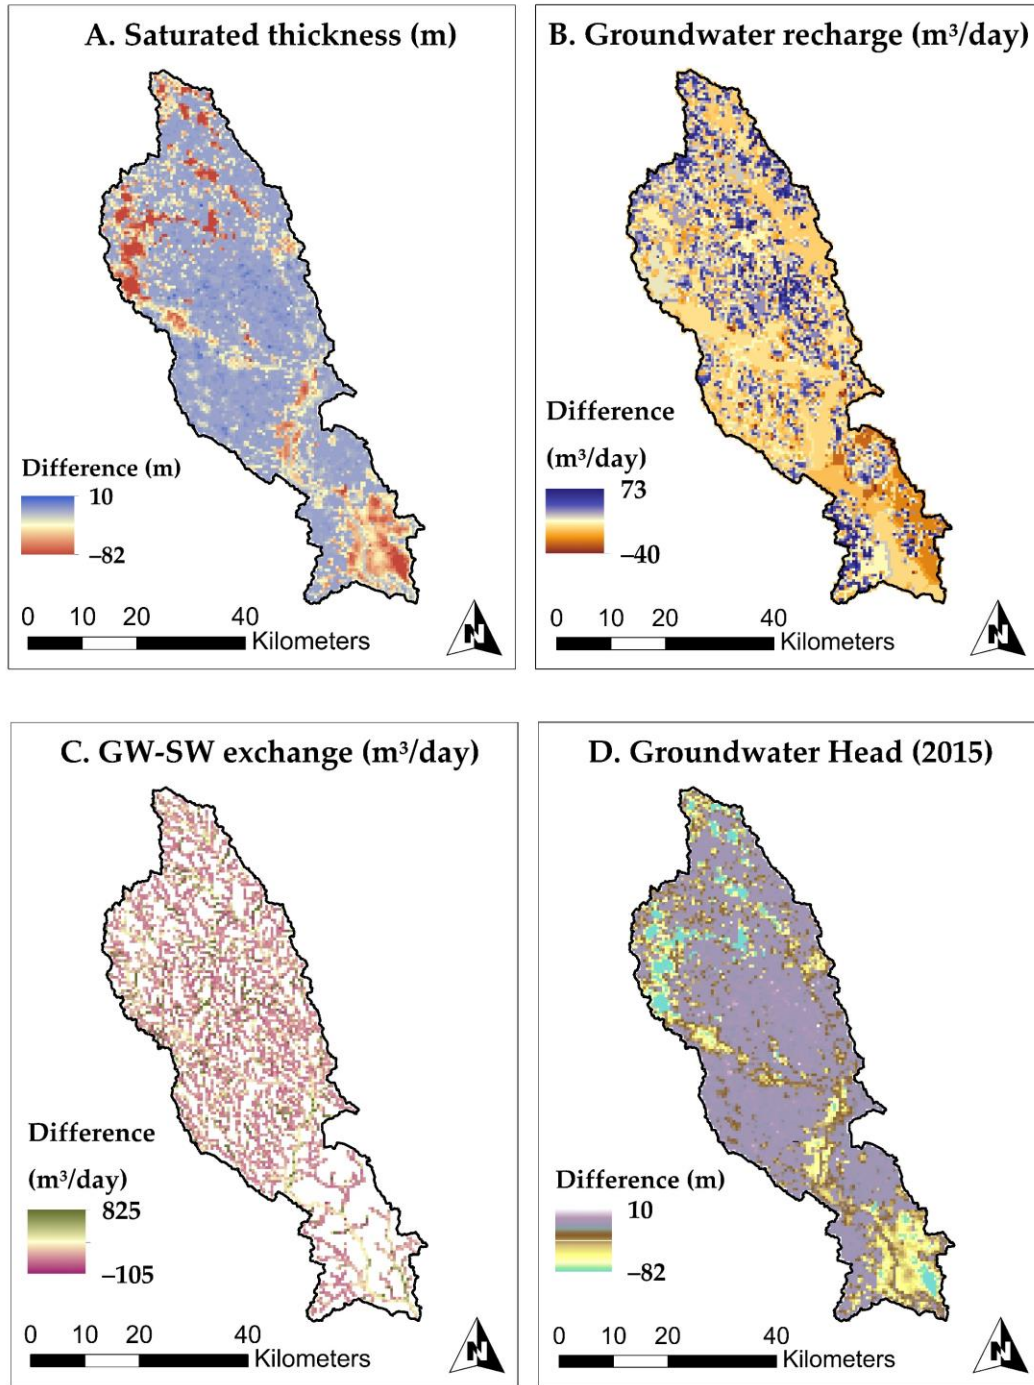 A. Saturated thickness (m)
Difference (m)
10
–82
0 10 20 40
Kilometers
N
B. Groundwater recharge (m³/day)
Difference
(m³/day)
73
–40
0 10 20 40
Kilometers
N
C. GW-SW exchange (m³/day)
Difference
(m³/day)
825
–105
0 10 20 40
Kilometers
N
D. Groundwater Head (2015)
Difference (m)
10
–82
0 10 20 40
Kilometers
N